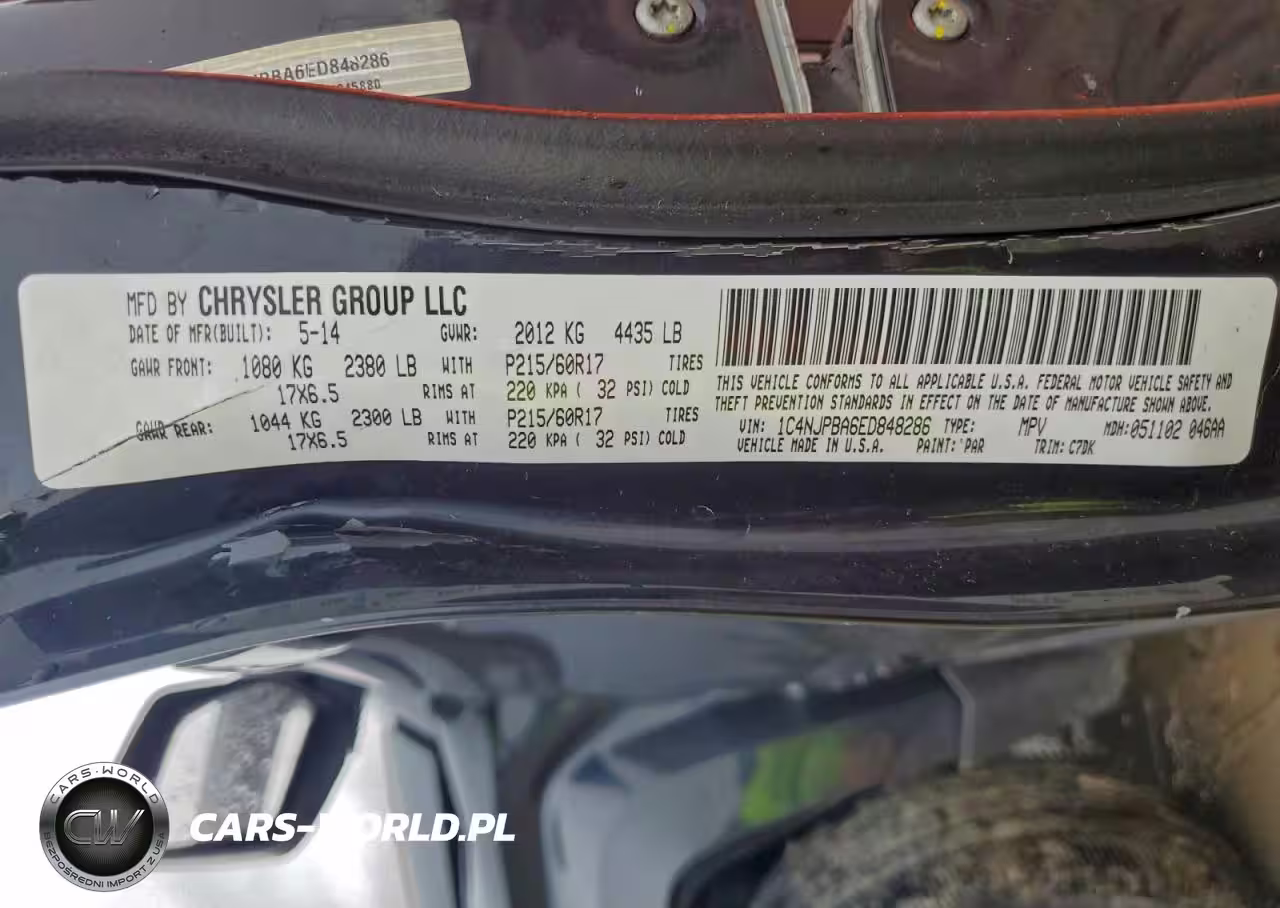 PBA6ED848286
MFD BY CHRYSLER GROUP LLC
DATE OF MFR(BUILT): 5-14 GVWR: 2012 KG 4435 LB
GAWR FRONT: 1080 KG 2380 LB WITH P215/60R17 TIRES
17X6.5 RIMS AT 220 KPA ( 32 PSI) COLD
GAWR REAR: 1044 KG 2300 LB WITH P215/60R17 TIRES
17X6.5 RIMS AT 220 KPA ( 32 PSI) COLD
THIS VEHICLE CONFORMS TO ALL APPLICABLE U.S.A. FEDERAL MOTOR VEHICLE SAFETY AND
THEFT PREVENTION STANDARDS IN EFFECT ON THE DATE OF MANUFACTURE SHOWN ABOVE.
VIN: 1C4NJPBA6ED848286 TYPE: MPV MDH:051102 046AA
VEHICLE MADE IN U.S.A. PAINT: PAR TRIM: C7DK
CARS-WORLD
CW
BEZPOŚREDNI IMPORT Z USA
CARS-WORLD.PL